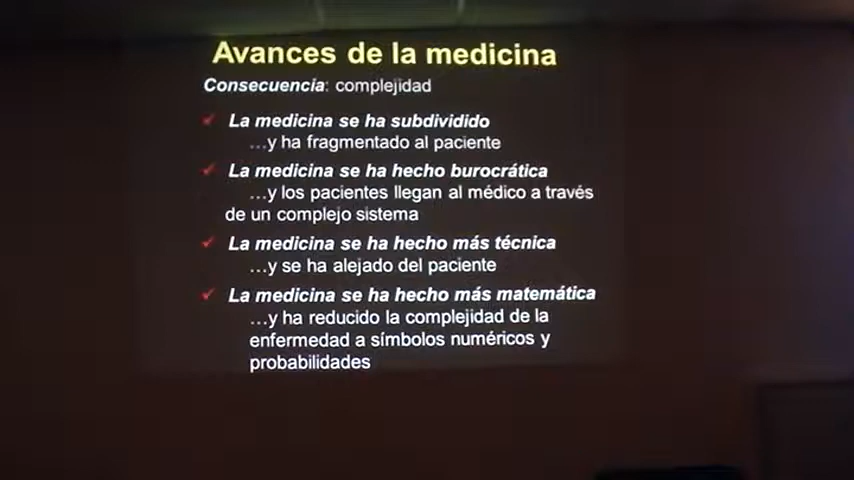 Avances de la medicina
Consecuencia: complejidad
La medicina se ha subdividido
...y ha fragmentado al paciente
La medicina se ha hecho burocrática
...y los pacientes llegan al médico a través
de un complejo sistema
La medicina se ha hecho más técnica
...y se ha alejado del paciente
La medicina se ha hecho más matemática
...y ha reducido la complejidad de la
enfermedad a símbolos numéricos y
probabilidades